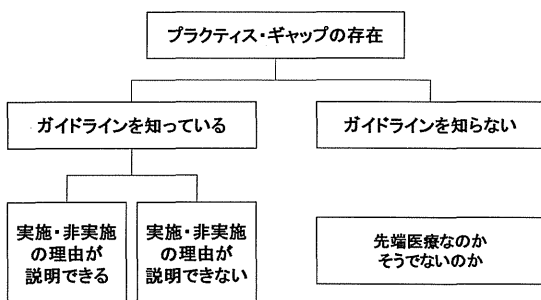 プラクティス・ギャップの存在
ガイドラインを知っている
ガイドラインを知らない
実施・非実施
の理由が
説明できる
実施・非実施
の理由が
説明できない
先端医療なのか
そうでないのか